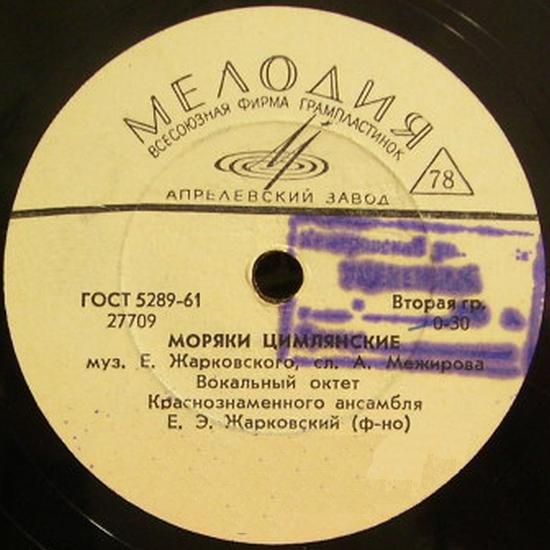 МЕЛОДИЯ
ВСЕСОЮЗНАЯ ФИРМА ГРАМПЛАСТИНОК
78
АПРЕЛЕВСКИЙ ЗАВОД
ГОСТ 5289-61
Вторая гр.
27709
0-30
МОРЯКИ ЦИМЛЯНСКИЕ
муз. Е. Жарковского, сл. А. Межирова
Вокальный октет
Краснознаменного ансамбля
Е. Э. Жарковский (ф-но)